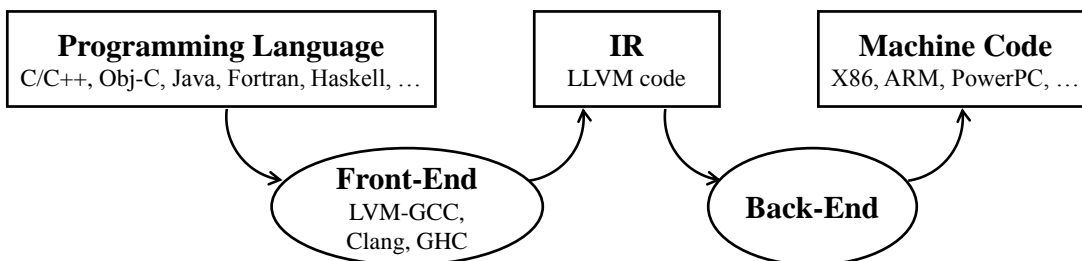 Programming Language
C/C++, Obj-C, Java, Fortran, Haskell, …
IR
LLVM code
Machine Code
X86, ARM, PowerPC, …
Front-End
LVM-GCC,
Clang, GHC
Back-End